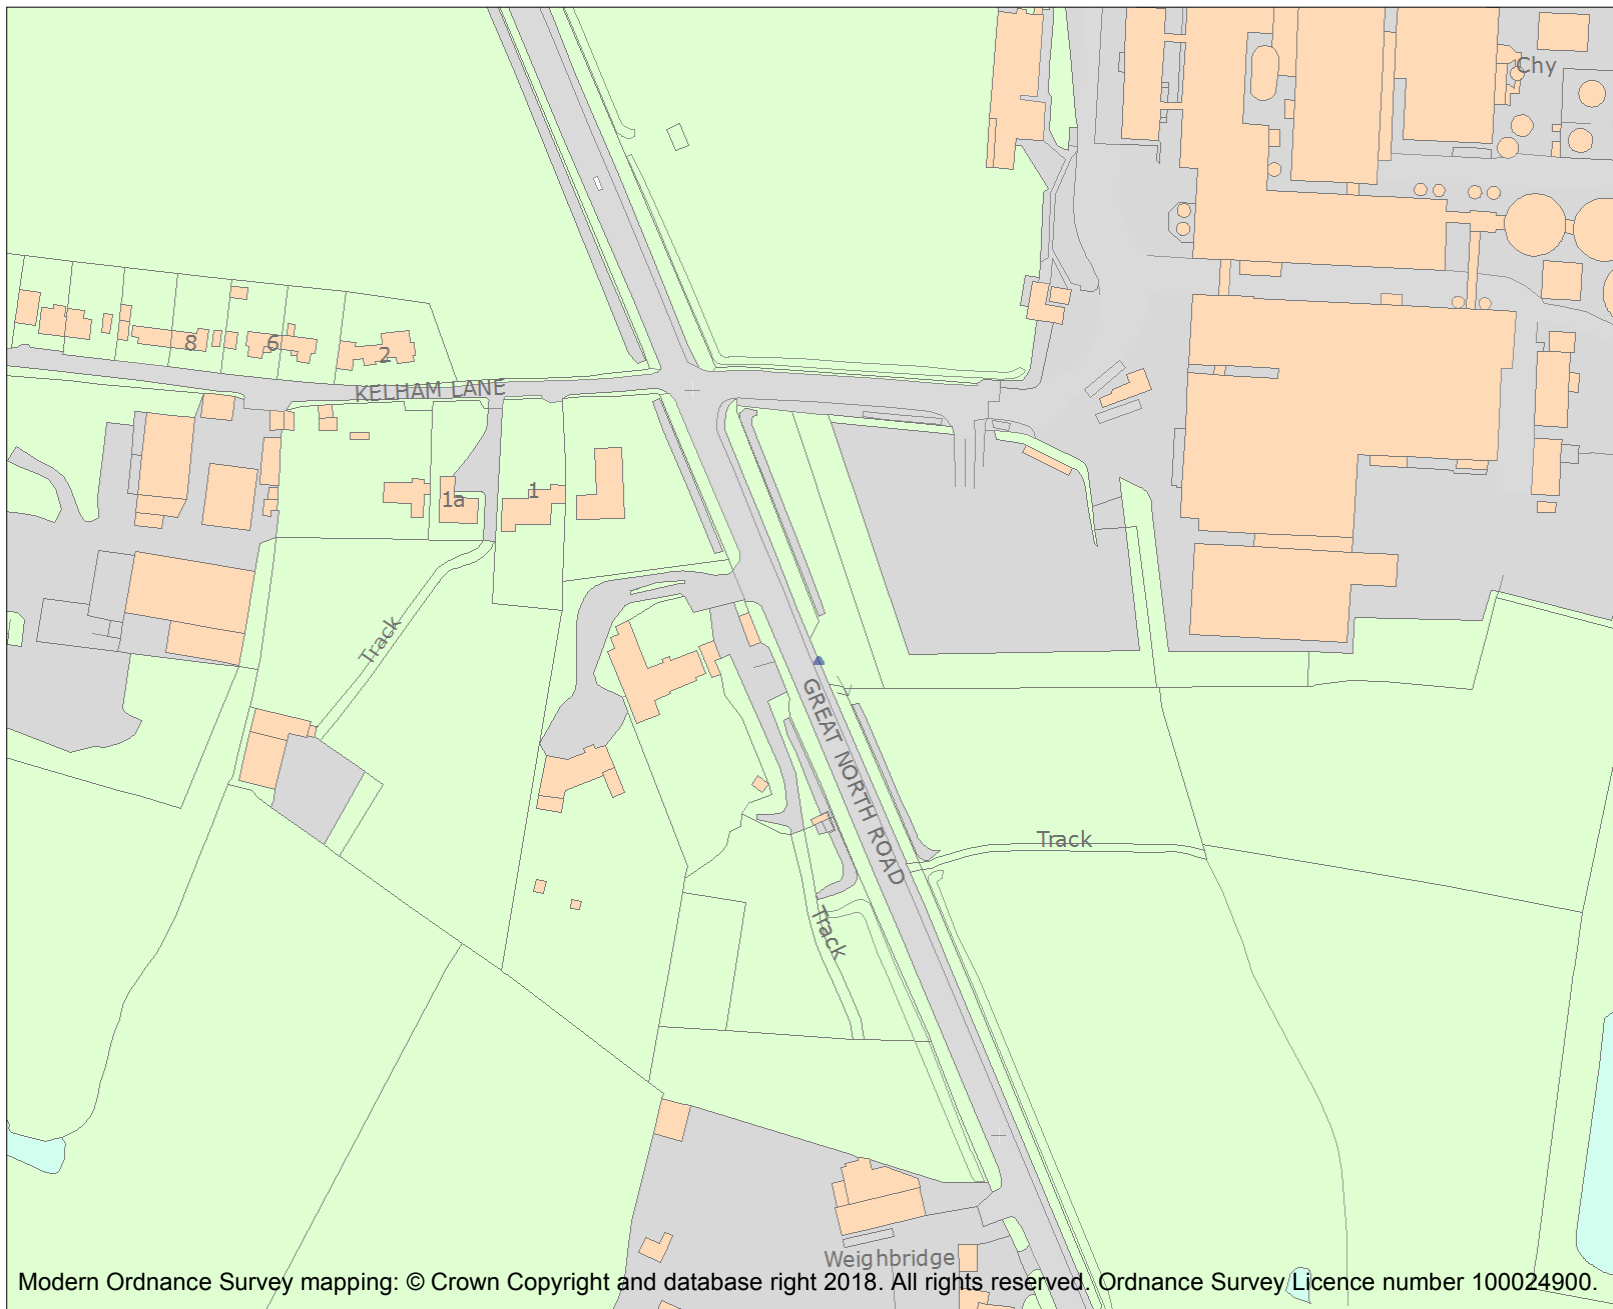 Chy
8
6
2
KELHAM LANE
1a
1
Track
GREAT NORTH ROAD
Track
Track
Weighbridge
Modern Ordnance Survey mapping: © Crown Copyright and database right 2018. All rights reserved. Ordnance Survey Licence number 100024900.